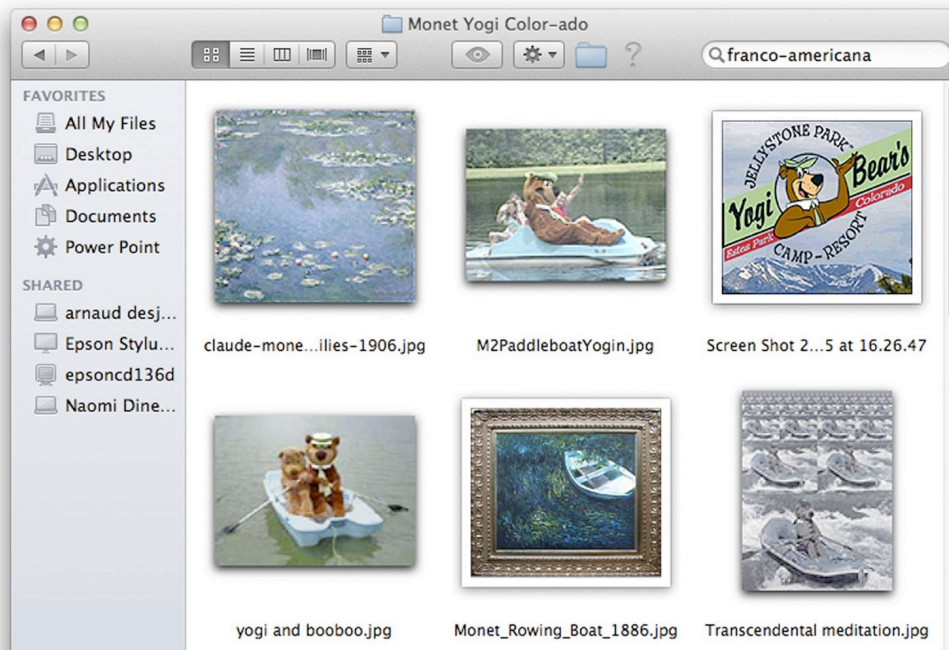 Monet Yogi Color-ado
franco-americana
FAVORITES
All My Files
Desktop
Applications
Documents
Power Point
SHARED
arnaud desj...
Epson Stylu...
epsoncd136d
Naomi Dine...
JELLYSTONE PARK™
Yogi Bear's
Estes Park Colorado
CAMP-RESORT
claude-mone...ilies-1906.jpg
M2PaddleboatYogin.jpg
Screen Shot 2...5 at 16.26.47
yogi and booboo.jpg
Monet_Rowing_Boat_1886.jpg
Transcendental meditation.jpg